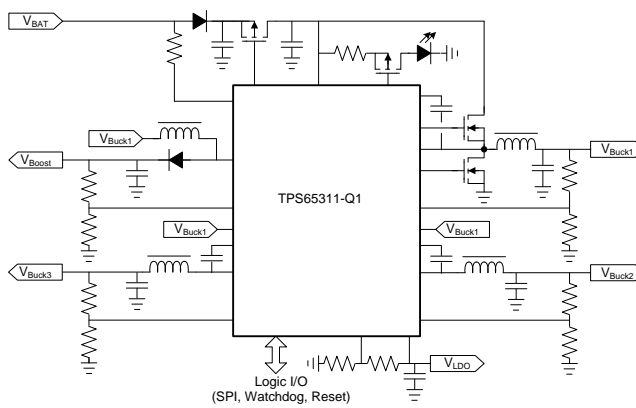 VBAT
VBuck1
VBoost
VBuck1
TPS65311-Q1
VBuck1
VBuck1
VBuck3
VBuck2
VLDO
Logic I/O
(SPI, Watchdog, Reset)